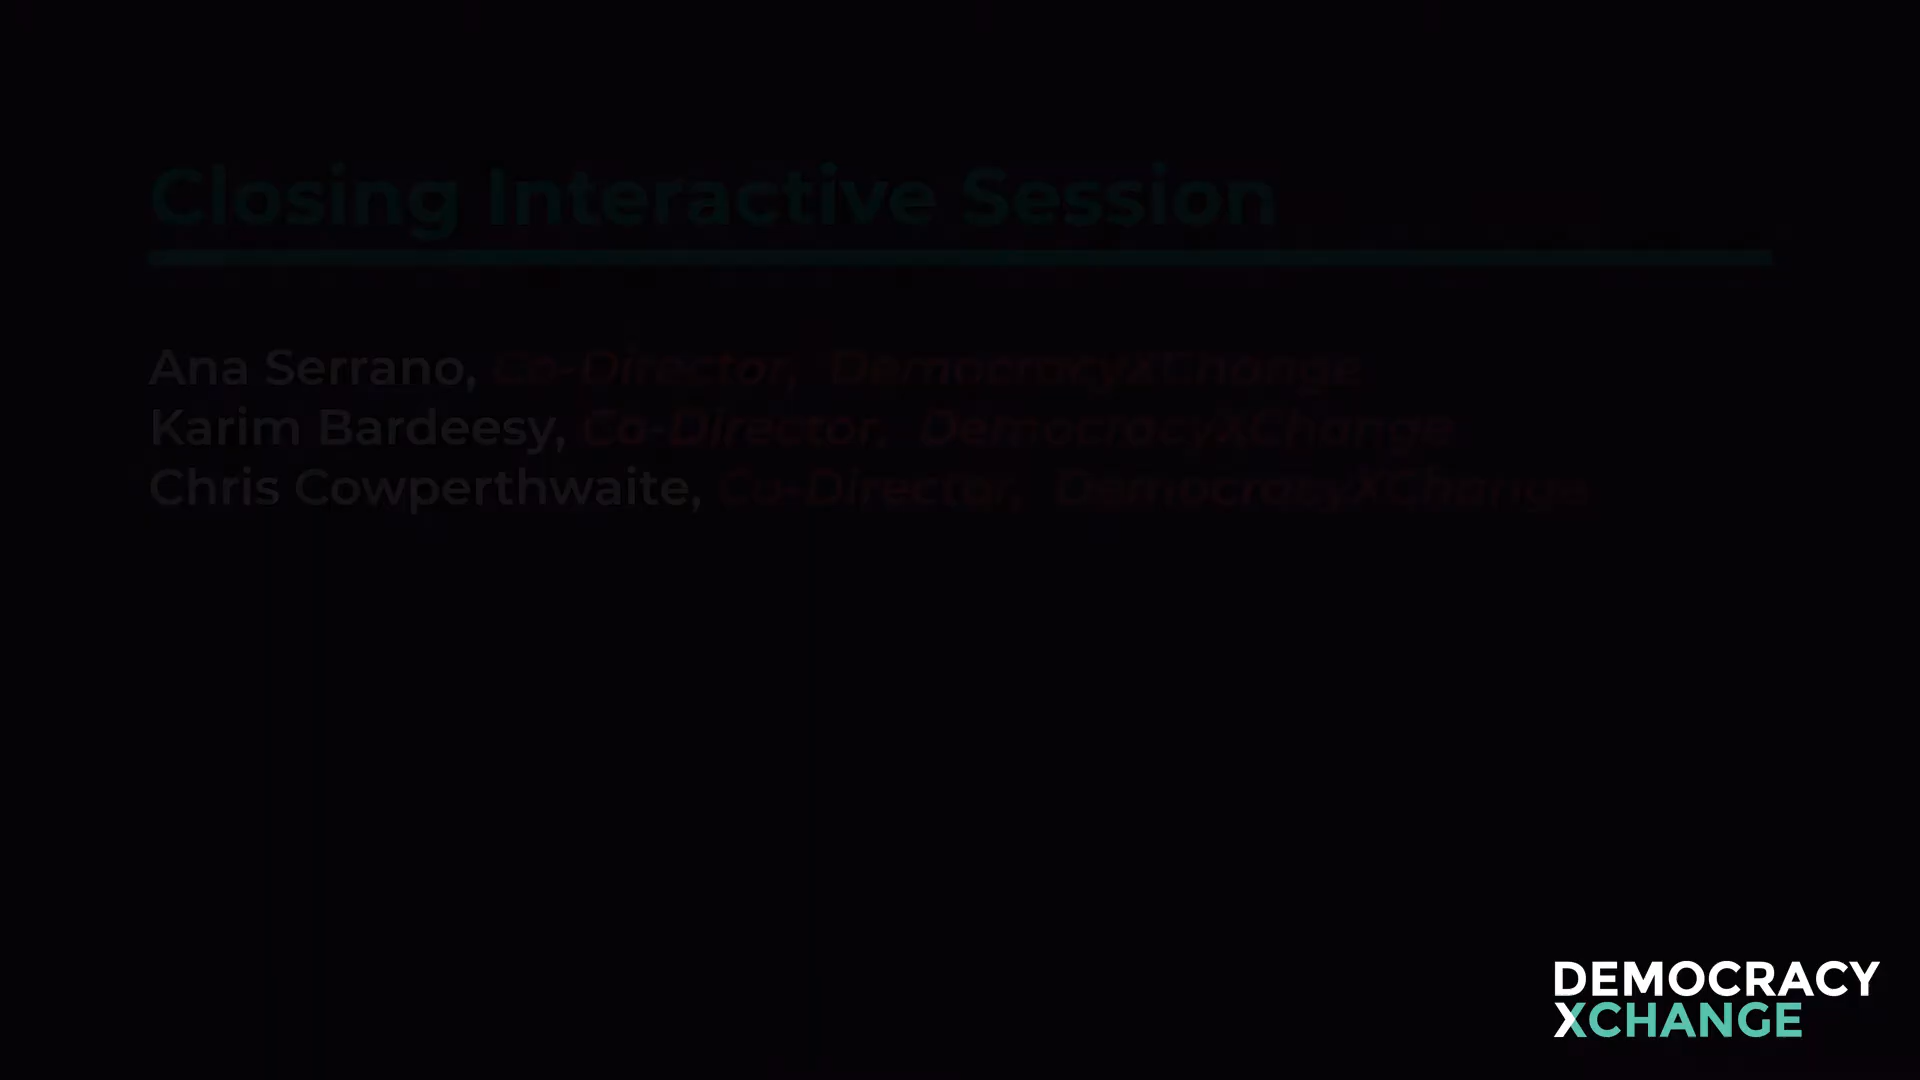 Closing Interactive Session
Ana Serrano, Co-Director, DemocracyXChange
Karim Bardeesy, Co-Director, DemocracyXChange
Chris Cowperthwaite, Co-Director, DemocracyXChange
DEMOCRACY
XCHANGE